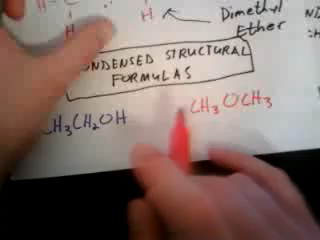 H
H
Dimethyl
Ether
CONDENSED STRUCTURAL
FORMULAS
CH3CH2OH
CH3OCH3